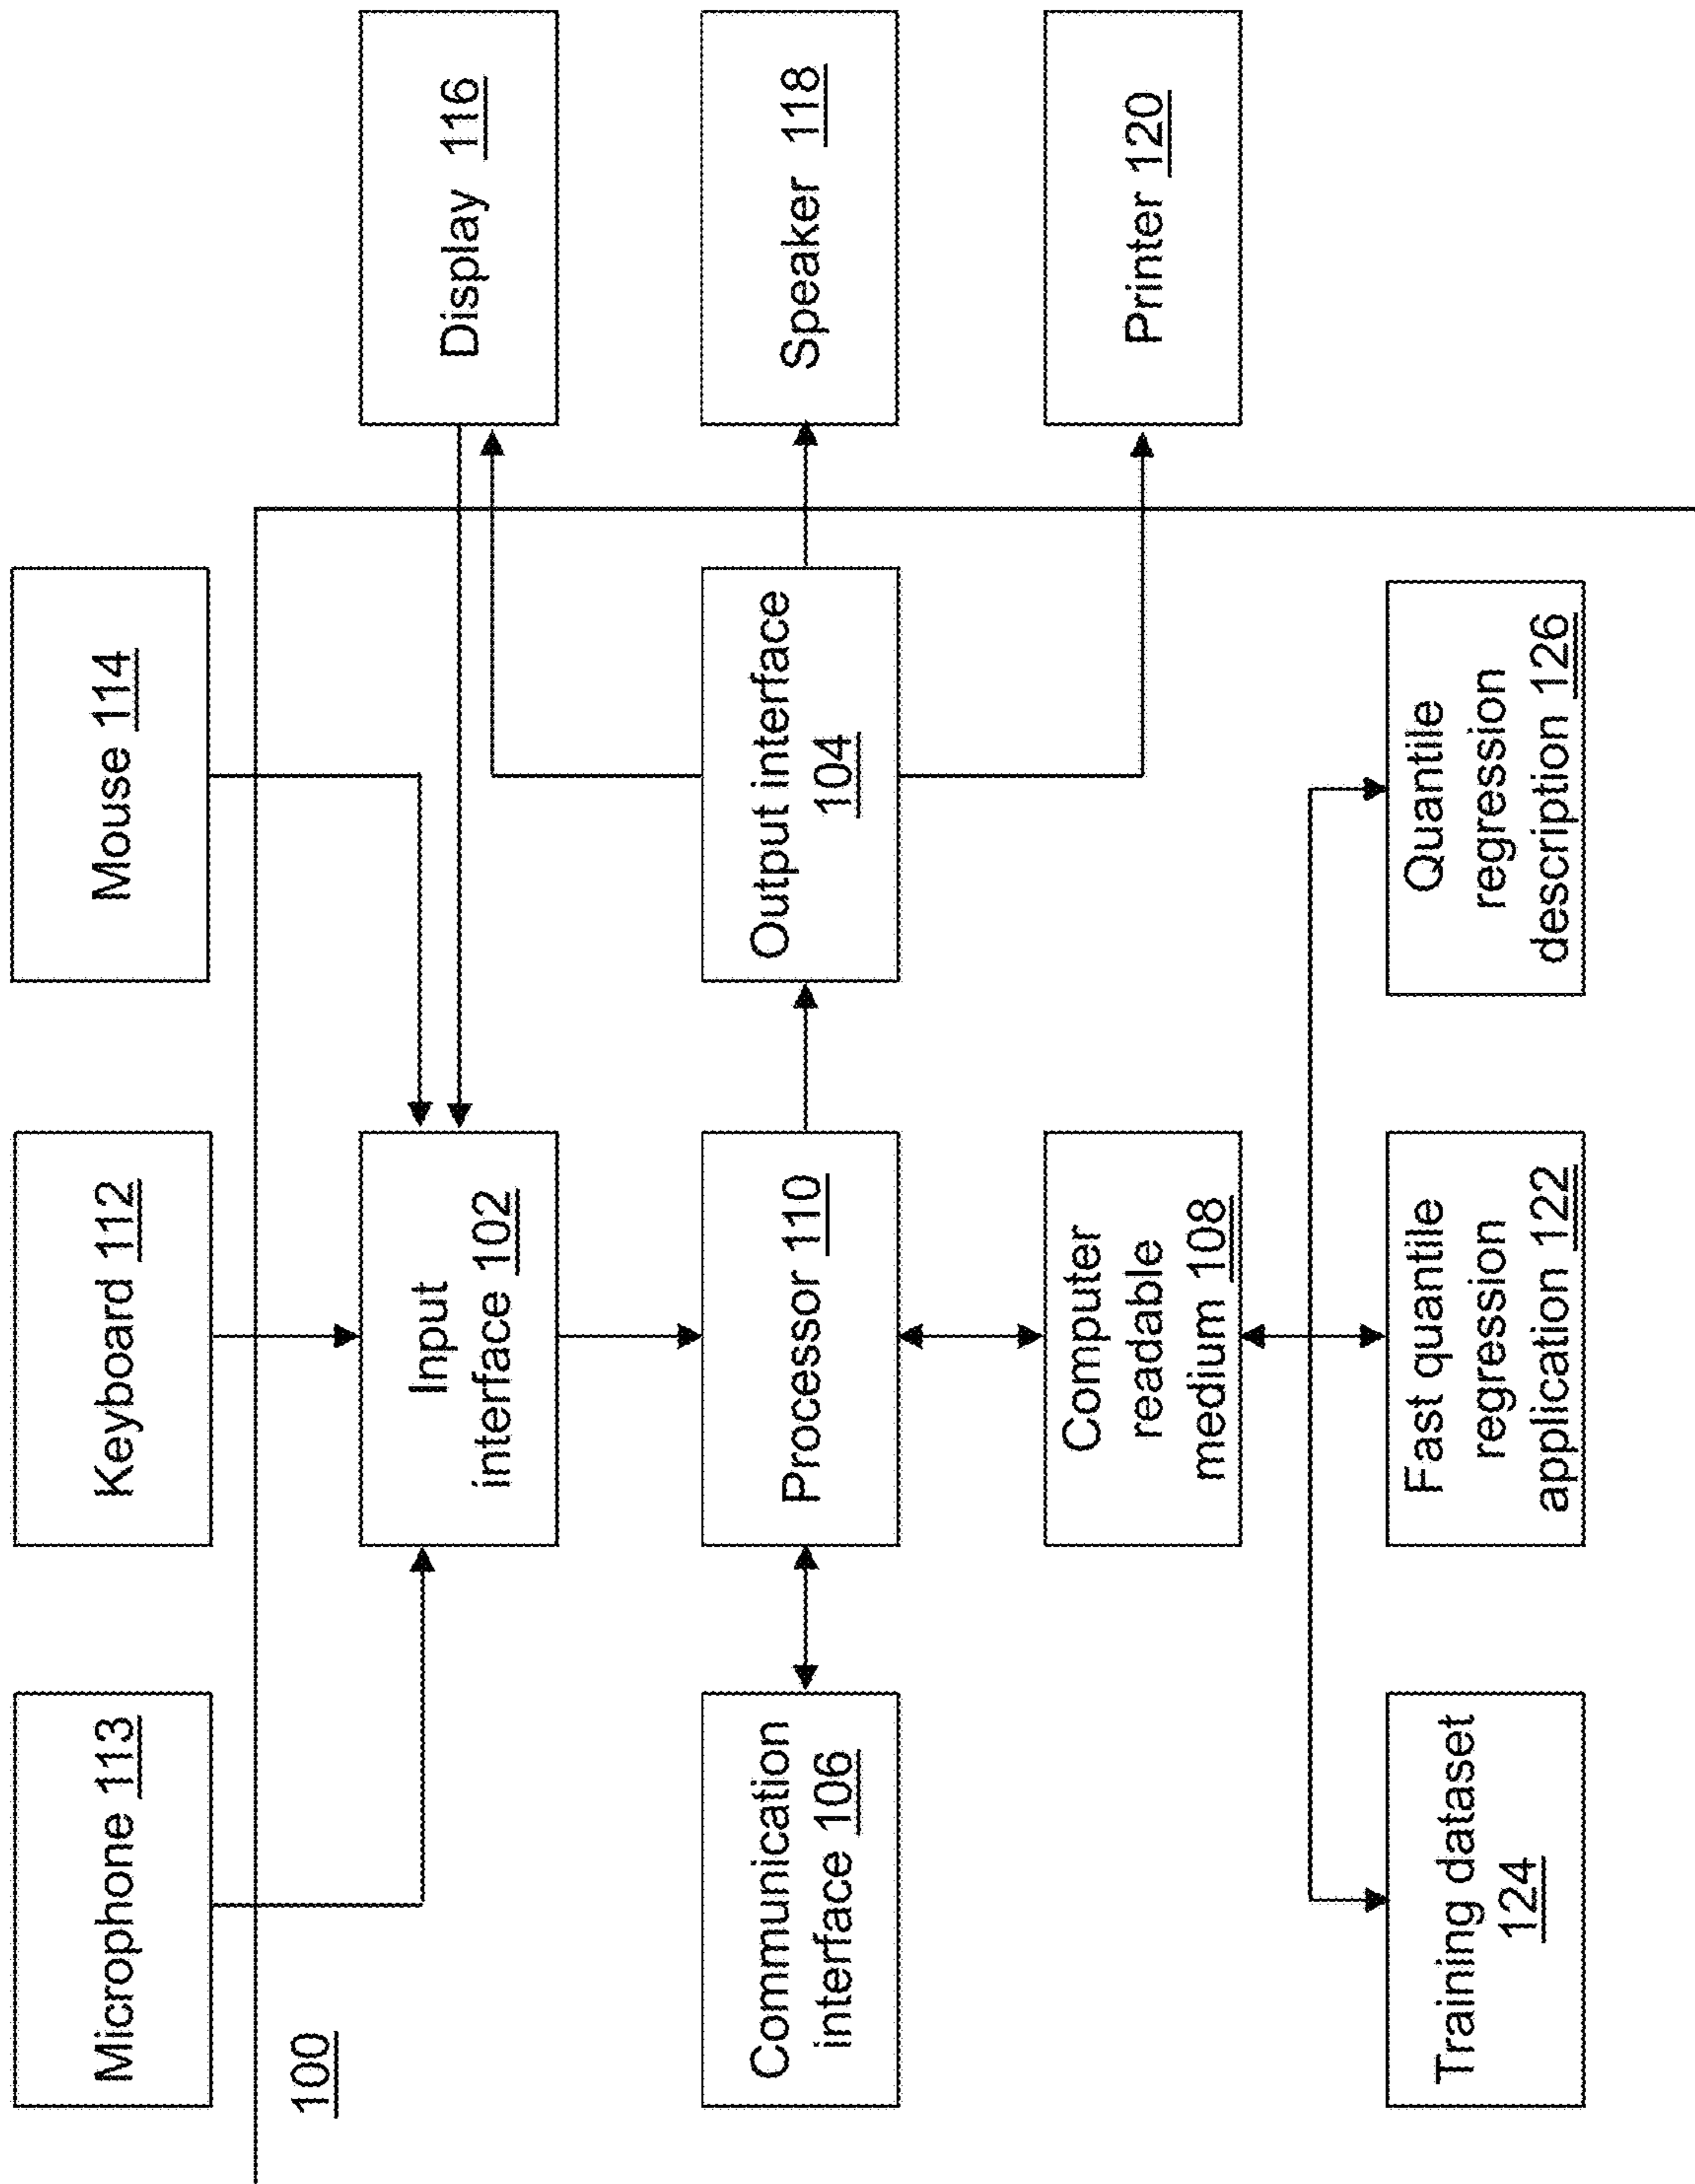 Microphone 113
Keyboard 112
Mouse 114
100
Input
interface 102
Display 116
Communication
interface 106
Processor 110
Output interface
104
Speaker 118
Computer
readable
medium 108
Printer 120
Training dataset
124
Fast quantile
regression
application 122
Quantile
regression
description 126